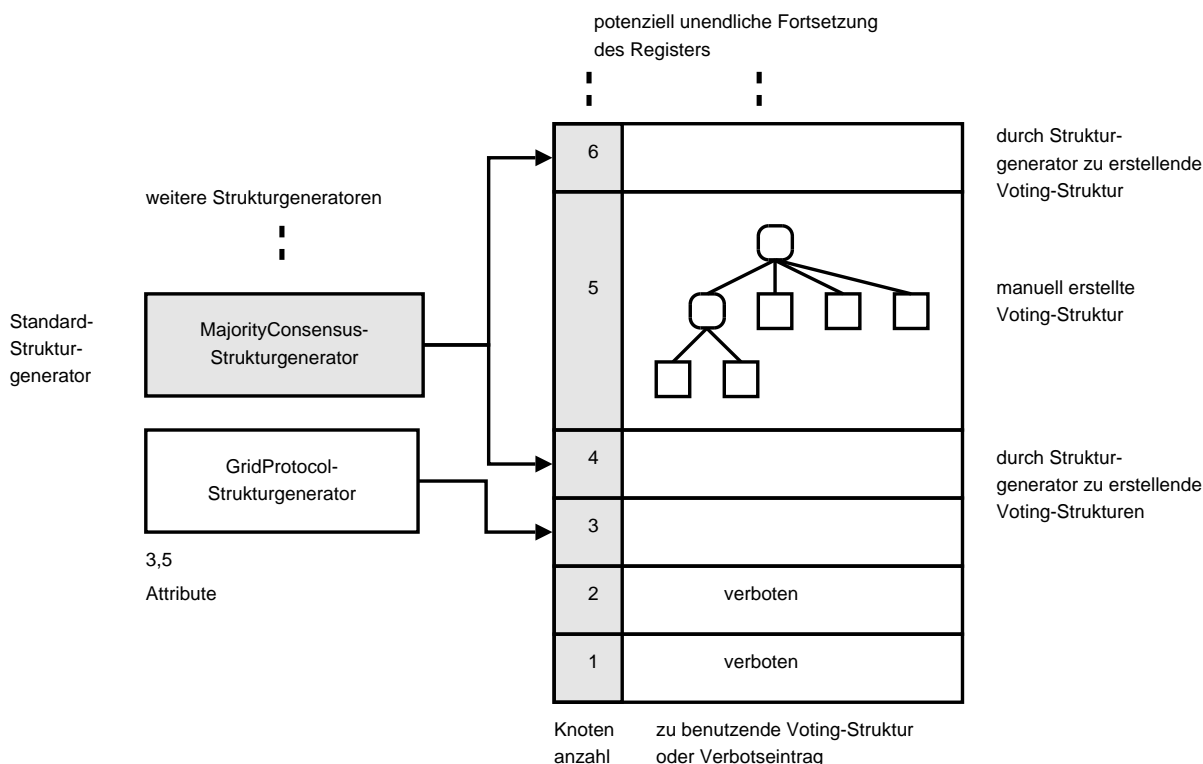 potenziell unendliche Fortsetzung
des Registers
6
durch Struktur-
generator zu erstellende
Voting-Struktur
weitere Strukturgeneratoren
5
manuell erstellte
Voting-Struktur
Standard-
Struktur-
generator
MajorityConsensus-
Strukturgenerator
4
durch Struktur-
generator zu erstellende
Voting-Strukturen
GridProtocol-
Strukturgenerator
3
3,5
Attribute
2
verboten
1
verboten
Knoten
anzahl
zu benutzende Voting-Struktur
oder Verbotseintrag